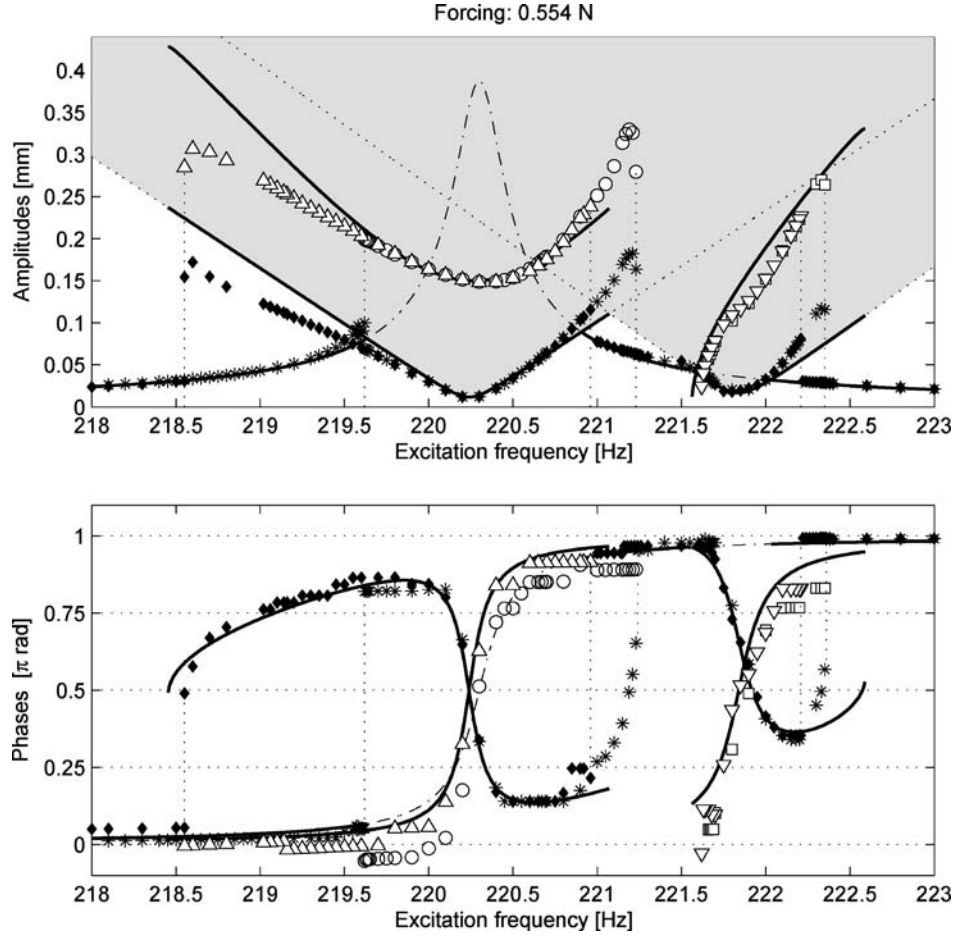 Forcing: 0.554 N
0.4
0.35
0.3
0.25
0.2
0.15
0.1
0.05
0
Amplitudes [mm]
218 218.5 219 219.5 220 220.5 221 221.5 222 222.5 223
Excitation frequency [Hz]
1
0.75
0.5
0.25
0
Phases [π rad]
218 218.5 219 219.5 220 220.5 221 221.5 222 222.5 223
Excitation frequency [Hz]